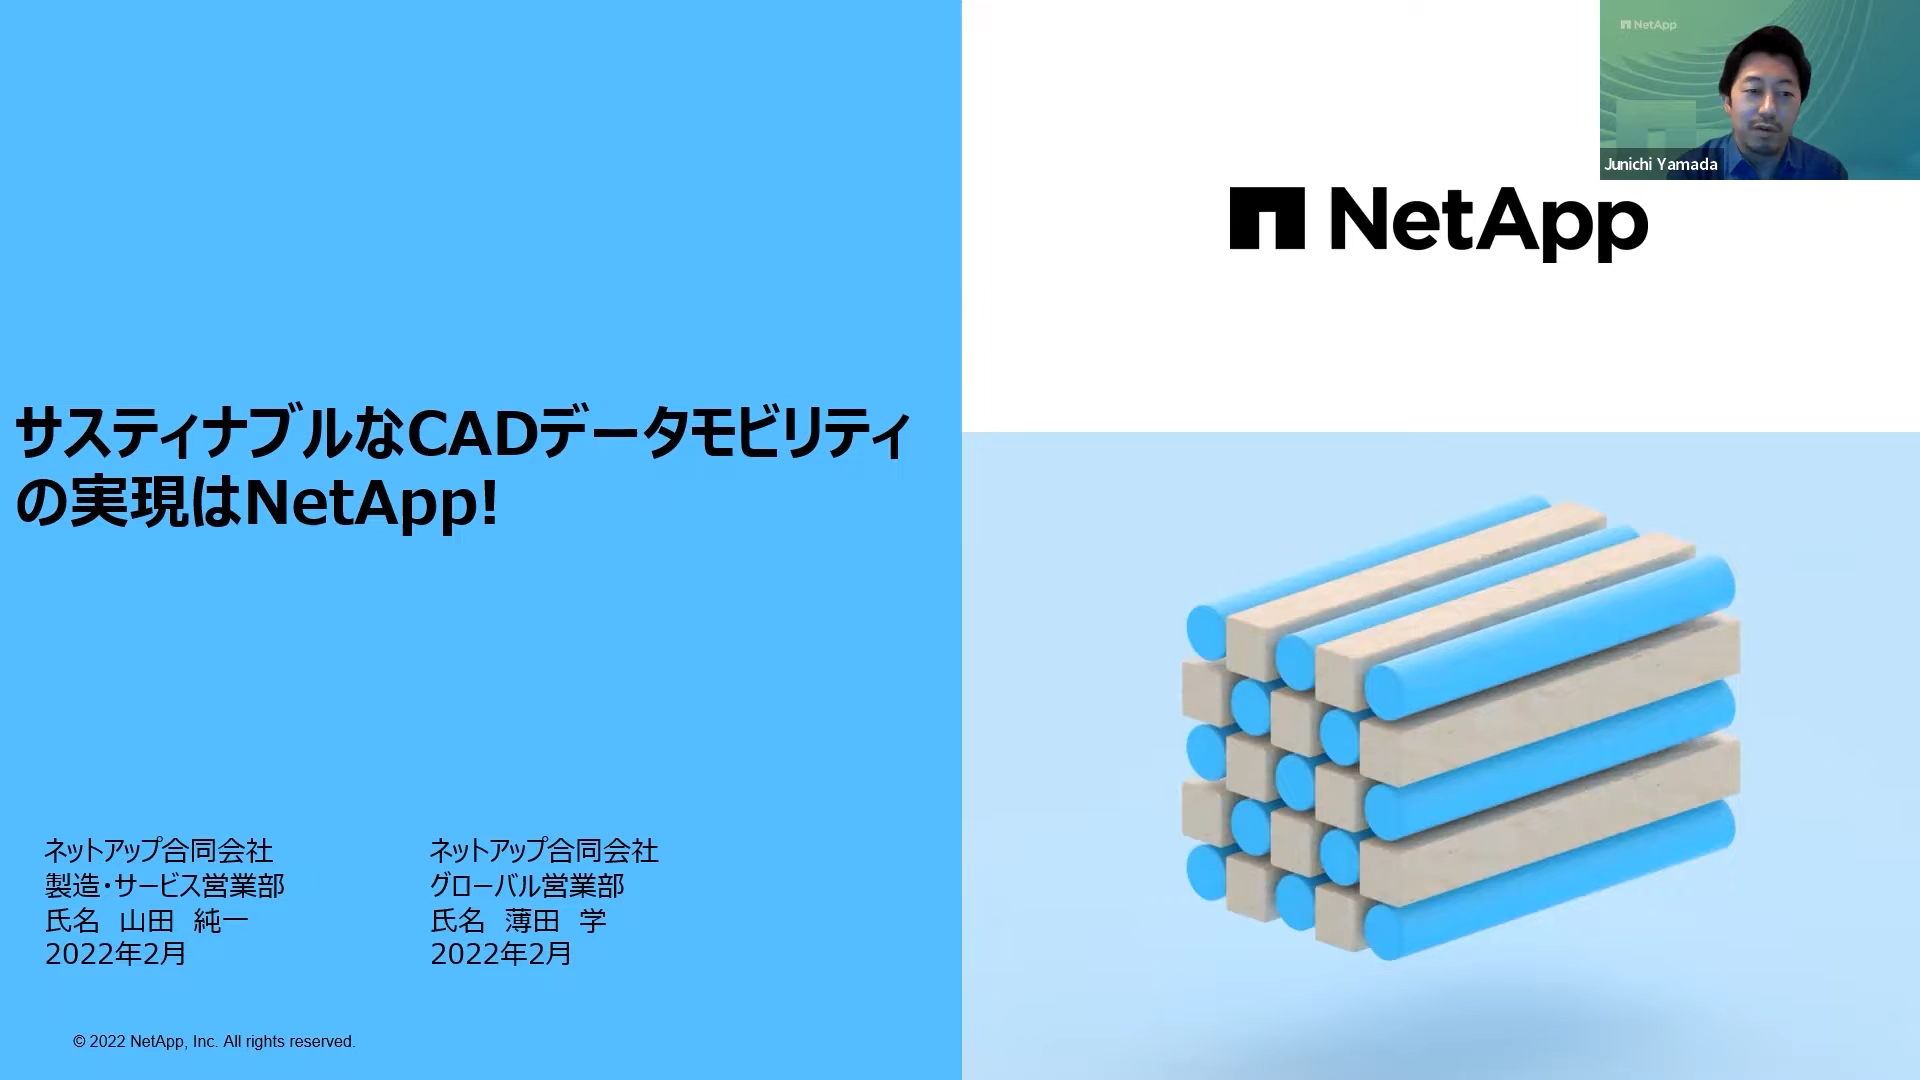 NetApp
Junichi Yamada
NetApp
サスティナブルなCADデータモビリティ
の実現はNetApp!
ネットアップ合同会社
製造・サービス営業部
氏名　山田　純一
2022年2月
ネットアップ合同会社
グローバル営業部
氏名　薄田　学
2022年2月
© 2022 NetApp, Inc. All rights reserved.